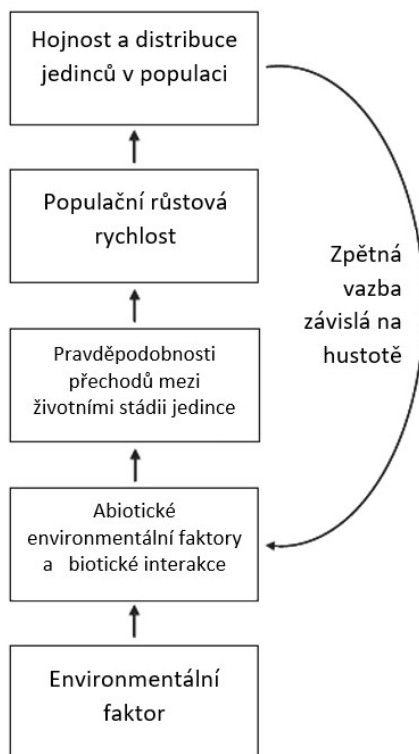 Hojnost a distribuce
jedinců v populaci
Populační růstová
rychlost
Zpětná
vazba
závislá na
hustotě
Pravděpodobnosti
přechodů mezi
životními stádii jedince
Abiotické
environmentální faktory
a biotické interakce
Environmentální
faktor